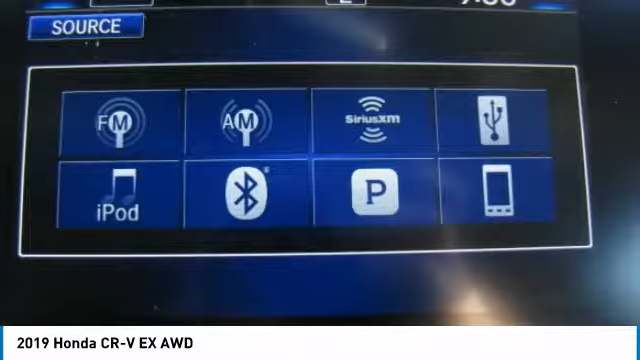 SOURCE
FM
AM
SiriusXM
iPod
P
2019 Honda CR-V EX AWD